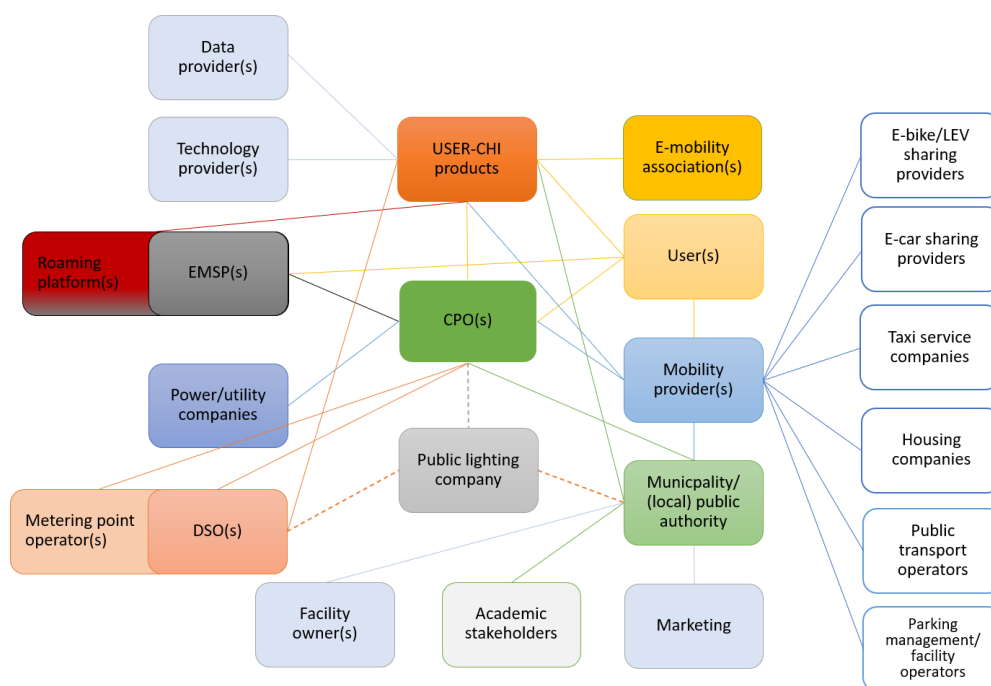 Data
provider(s)
Technology
provider(s)
USER-CHI
products
E-mobility
association(s)
E-bike/LEV
sharing
providers
Roaming
platform(s)
EMSP(s)
User(s)
E-car sharing
providers
CPO(s)
Power/utility
companies
Mobility
provider(s)
Taxi service
companies
Public lighting
company
Housing
companies
Metering point
operator(s)
DSO(s)
Municpality/
(local) public
authority
Public
transport
operators
Facility
owner(s)
Academic
stakeholders
Marketing
Parking
management/
facility
operators